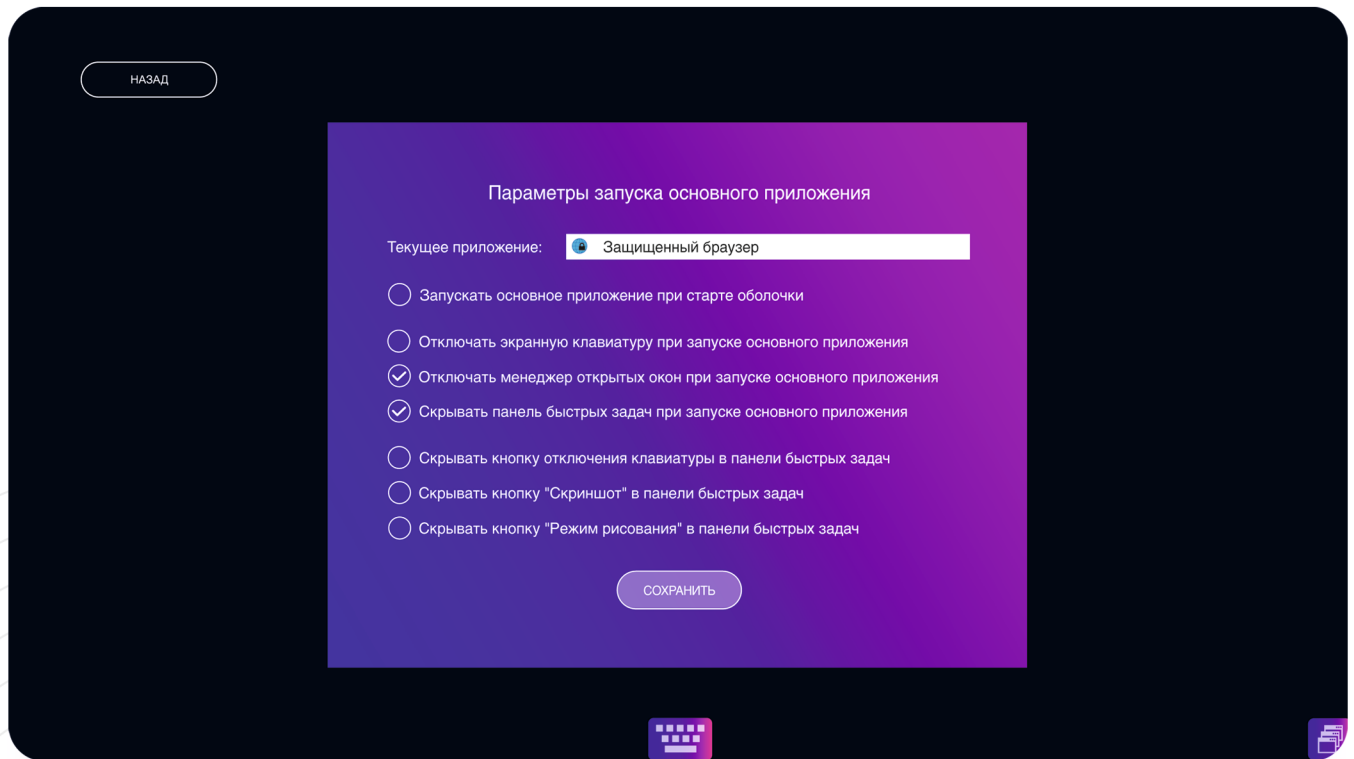 НАЗАД
Параметры запуска основного приложения
Текущее приложение: Защищенный браузер
Запускать основное приложение при старте оболочки
Отключать экранную клавиатуру при запуске основного приложения
Отключать менеджер открытых окон при запуске основного приложения
Скрывать панель быстрых задач при запуске основного приложения
Скрывать кнопку отключения клавиатуры в панели быстрых задач
Скрывать кнопку "Скриншот" в панели быстрых задач
Скрывать кнопку "Режим рисования" в панели быстрых задач
СОХРАНИТЬ